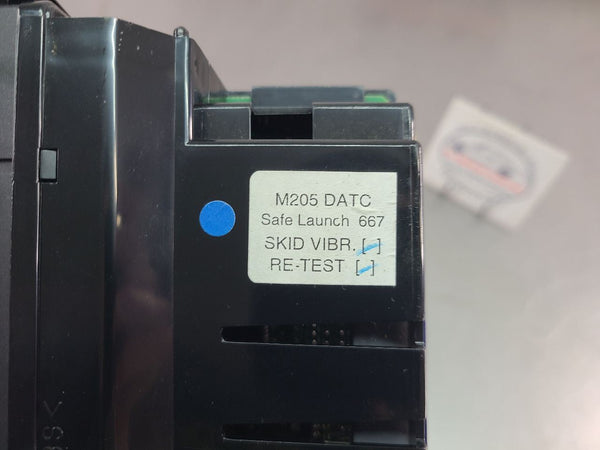 M205 DATC
Safe Launch 667
SKID VIBR. [/]
RE-TEST [/]